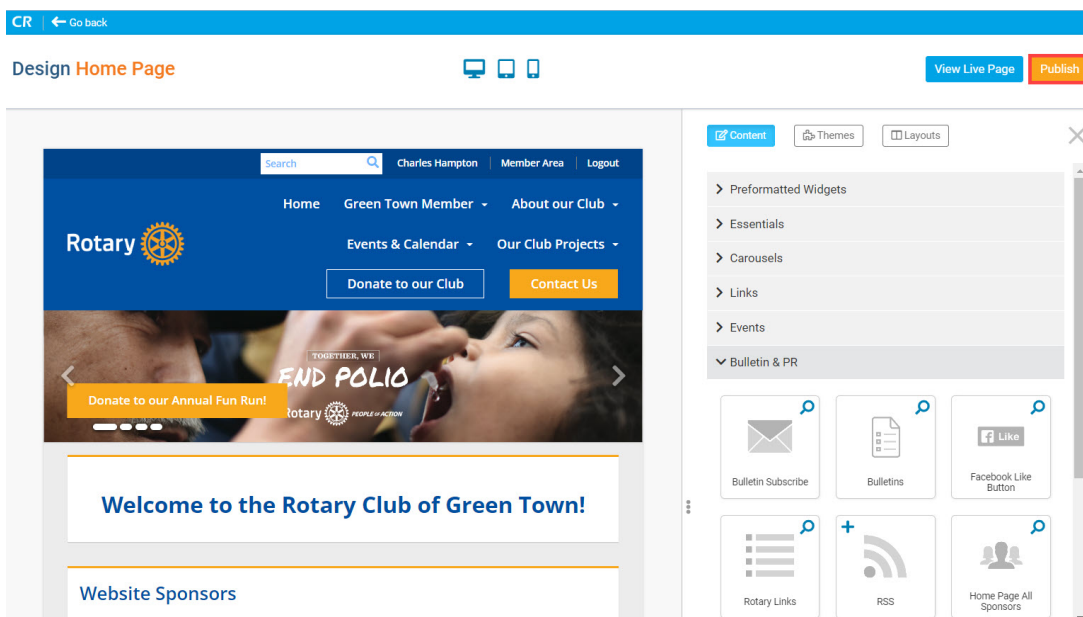 CR Go back
Design Home Page
View Live Page
Publish
Content
Themes
Layouts
Search
Charles Hampton
Member Area
Logout
Home
Green Town Member
About our Club
Rotary
Events & Calendar
Our Club Projects
Donate to our Club
Contact Us
TOGETHER, WE
END POLIO
Rotary PEOPLE of ACTION
Donate to our Annual Fun Run!
Welcome to the Rotary Club of Green Town!
Website Sponsors
Preformatted Widgets
Essentials
Carousels
Links
Events
Bulletin & PR
Bulletin Subscribe
Bulletins
f Like
Facebook Like
Button
Rotary Links
RSS
Home Page All
Sponsors